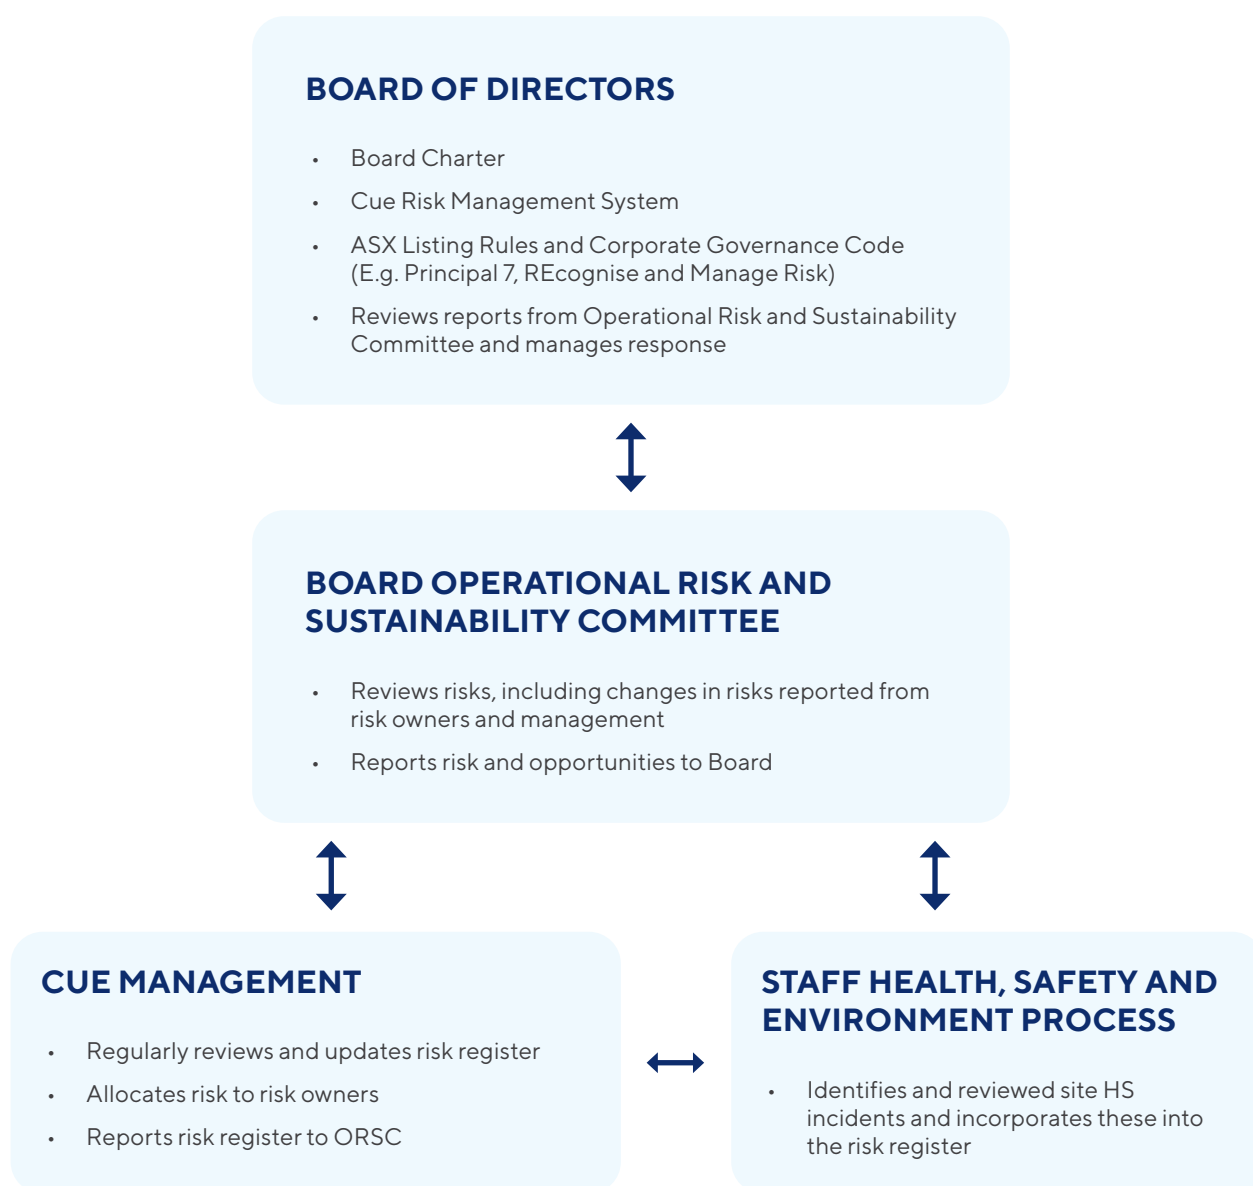 BOARD OF DIRECTORS
• Board Charter
• Cue Risk Management System
• ASX Listing Rules and Corporate Governance Code
(E.g. Principal 7, REcognise and Manage Risk)
• Reviews reports from Operational Risk and Sustainability
Committee and manages response
BOARD OPERATIONAL RISK AND
SUSTAINABILITY COMMITTEE
• Reviews risks, including changes in risks reported from
risk owners and management
• Reports risk and opportunities to Board
CUE MANAGEMENT
• Regularly reviews and updates risk register
• Allocates risk to risk owners
• Reports risk register to ORSC
STAFF HEALTH, SAFETY AND
ENVIRONMENT PROCESS
• Identifies and reviewed site HS
incidents and incorporates these into
the risk register